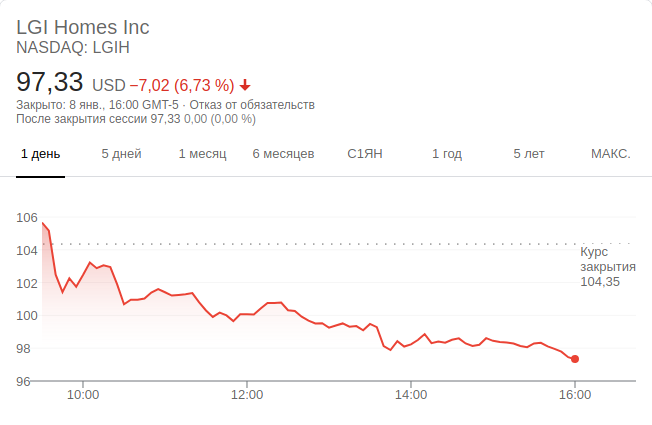 LGI Homes Inc
NASDAQ: LGIH
97,33 USD −7,02 (6,73 %)
Закрыто: 8 янв., 16:00 GMT-5 · Отказ от обязательств
После закрытия сессии 97,33 0,00 (0,00 %)
1 день 5 дней 1 месяц 6 месяцев С1ЯН 1 год 5 лет МАКС.
106
104
102
100
98
96
Курс
закрытия
104,35
10:00 12:00 14:00 16:00